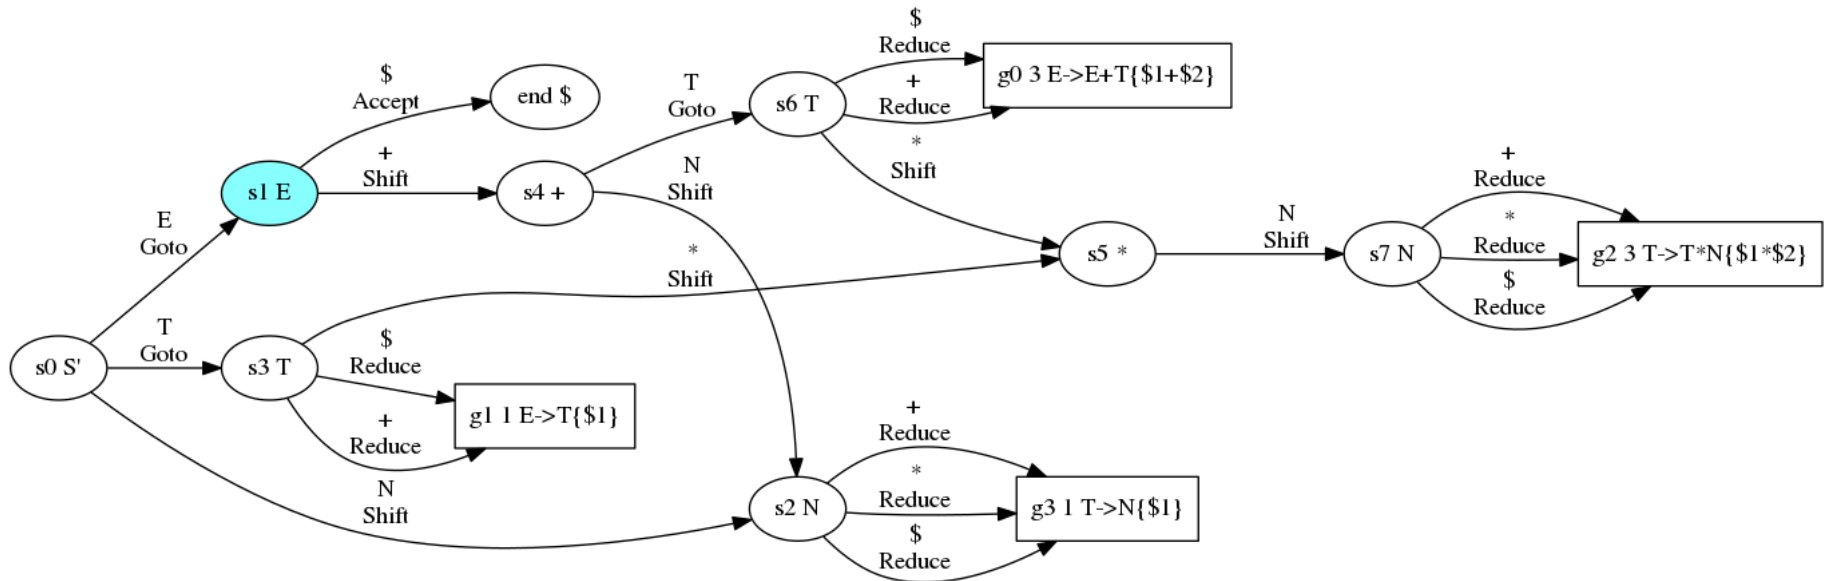 $
Reduce
g0 3 E->E+T{$1+$2}
+
Reduce
s6 T
$
Accept
end $
T
Goto
*
Shift
+
Shift
s1 E
s4 +
N
Shift
E
Goto
+
Reduce
*
Reduce
g2 3 T->T*N{$1*$2}
$
Reduce
N
Shift
s5 *
s7 N
*
Shift
T
Goto
s0 S'
s3 T
$
Reduce
g1 1 E->T{$1}
+
Reduce
N
Shift
+
Reduce
*
Reduce
s2 N
g3 1 T->N{$1}
$
Reduce